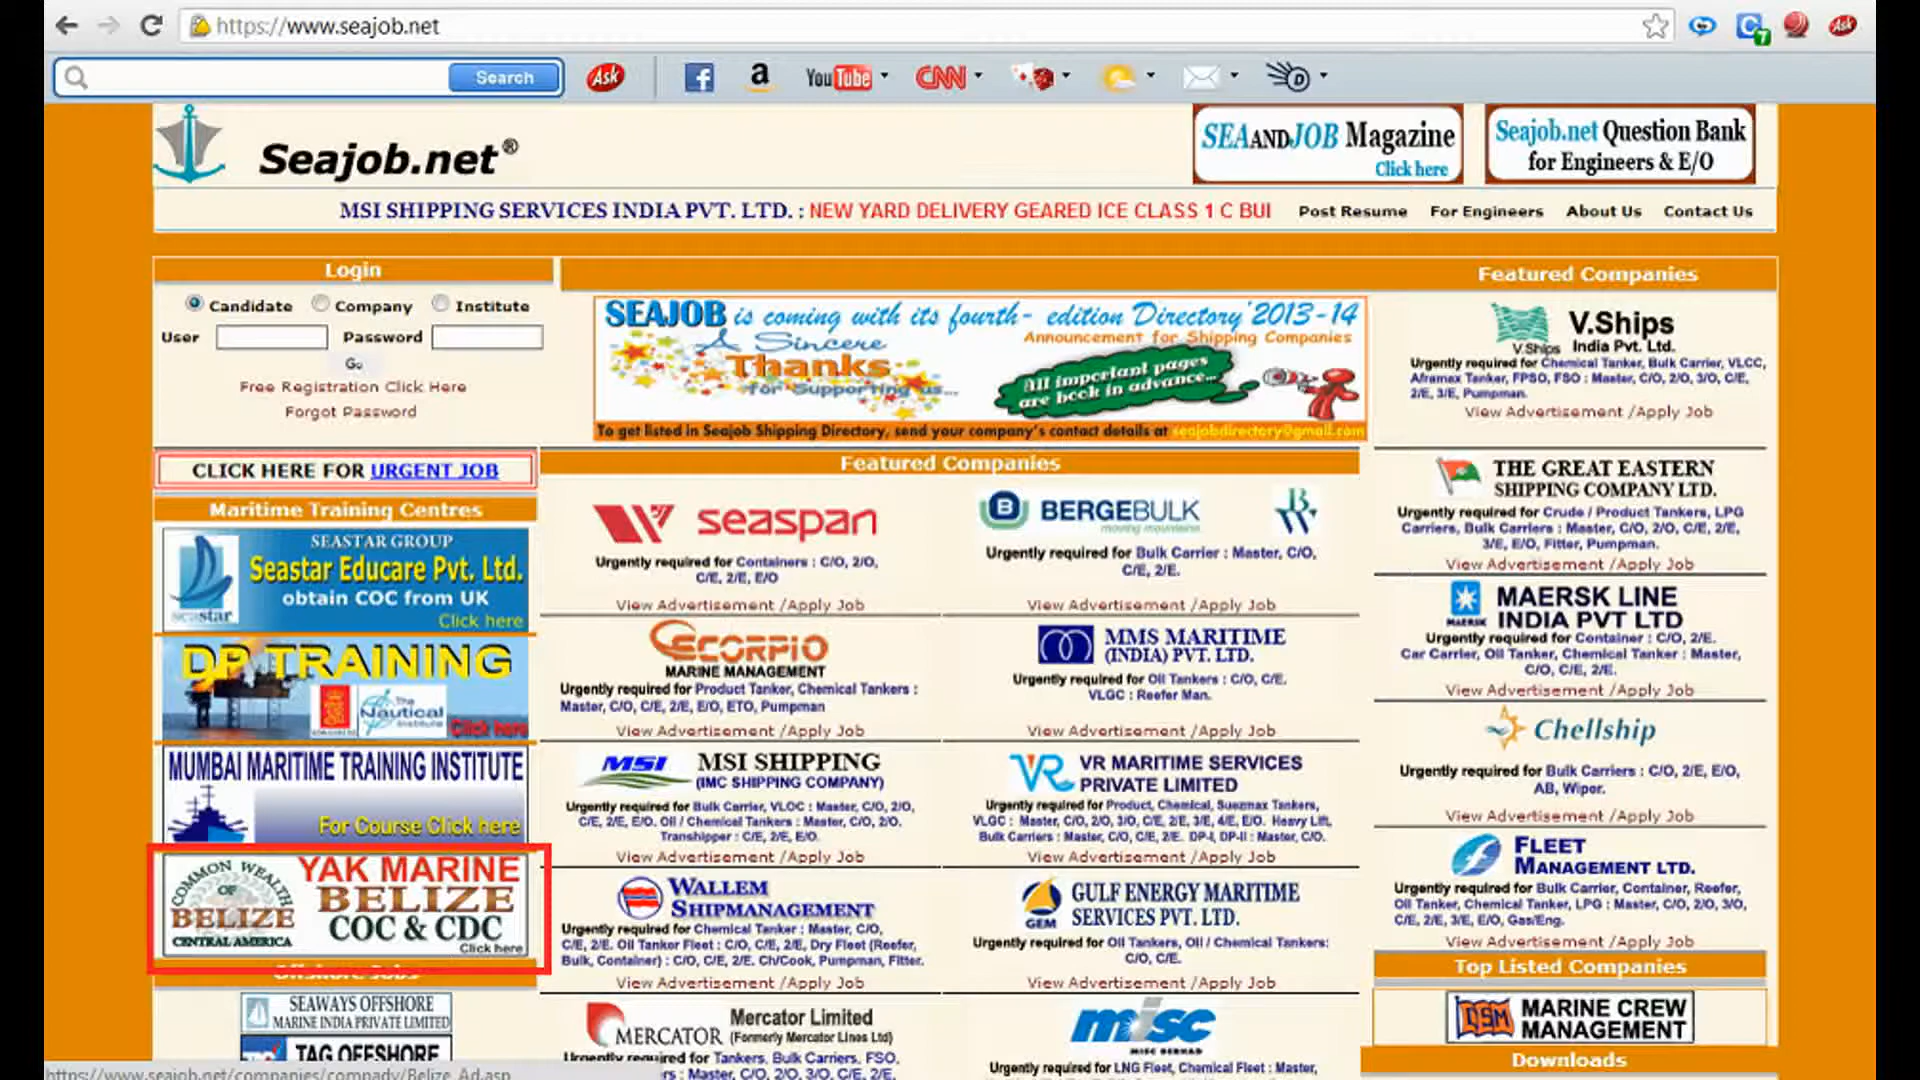 https://www.seajob.net
Search
Ask
a
YouTube
CNN
Ask
Seajob.net®
SEAANDJOB Magazine
Click here
Seajob.net Question Bank
for Engineers & E/O
MSI SHIPPING SERVICES INDIA PVT. LTD. : NEW YARD DELIVERY GEARED ICE CLASS 1 C BUI
Post Resume
For Engineers
About Us
Contact Us
Login
Candidate
Company
Institute
User
Password
Go
Free Registration Click Here
Forgot Password
SEAJOB is coming with its fourth- edition Directory'2013-14
Announcement for Shipping Companies
A Sincere
Thanks
for Supporting us...
All important pages
are book in advance...
To get listed in Seajob Shipping Directory, send your company's contact details at seajobdirectory@gmail.com
Featured Companies
V.Ships
V.Ships
India Pvt. Ltd.
Urgently required for Chemical Tanker, Bulk Carrier, VLCC,
Aframax Tanker, FPSO, FSO : Master, C/O, 2/O, 3/O, C/E,
2/E, 3/E, Pumpman.
View Advertisement /Apply Job
THE GREAT EASTERN
SHIPPING COMPANY LTD.
Urgently required for Crude / Product Tankers, LPG
Carriers, Bulk Carriers : Master, C/O, 2/O, C/E, 2/E,
3/E, E/O, Fitter, Pumpman.
View Advertisement /Apply Job
MAERSK
MAERSK LINE
INDIA PVT LTD
Urgently required for Container : C/O, 2/E.
Car Carrier, Oil Tanker, Chemical Tanker : Master,
C/O, C/E, 2/E.
View Advertisement /Apply Job
Chellship
Urgently required for Bulk Carriers : C/O, 2/E, E/O,
AB, Wiper.
View Advertisement /Apply Job
FLEET
MANAGEMENT LTD.
Urgently required for Bulk Carrier, Container, Reefer,
Oil Tanker, Chemical Tanker, LPG : Master, C/O, 2/O, 3/O,
C/E, 2/E, 3/E, E/O, Gas/Eng.
View Advertisement /Apply Job
Top Listed Companies
DSM
MARINE CREW
MANAGEMENT
Downloads
CLICK HERE FOR URGENT JOB
Maritime Training Centres
SEASTAR GROUP
Seastar Educare Pvt. Ltd.
obtain COC from UK
seastar
Click here
DP TRAINING
The
Nautical
Institute
Click here
MUMBAI MARITIME TRAINING INSTITUTE
For Course Click here
COMMON WEALTH
OF
BELIZE
CENTRAL AMERICA
YAK MARINE
BELIZE
COC & CDC
Click here
Offshore Jobs
SEAWAYS OFFSHORE
MARINE INDIA PRIVATE LIMITED
TAG OFFSHORE
Featured Companies
seaspan
Urgently required for Containers : C/O, 2/O,
C/E, 2/E, E/O
View Advertisement /Apply Job
B
BERGEBULK
moving mountains
Urgently required for Bulk Carrier : Master, C/O,
C/E, 2/E.
View Advertisement /Apply Job
SCORPIO
MARINE MANAGEMENT
Urgently required for Product Tanker, Chemical Tankers :
Master, C/O, C/E, 2/E, E/O, ETO, Pumpman
View Advertisement /Apply Job
MMS MARITIME
(INDIA) PVT. LTD.
Urgently required for Oil Tankers : C/O, C/E.
VLGC : Reefer Man.
View Advertisement /Apply Job
MSI
MSI SHIPPING
(IMC SHIPPING COMPANY)
Urgently required for Bulk Carrier, VLOC : Master, C/O, 2/O,
C/E, 2/E, E/O. Oil / Chemical Tankers : Master, C/O, 2/O.
Transhipper : C/E, 2/E, E/O.
View Advertisement /Apply Job
VR
VR MARITIME SERVICES
PRIVATE LIMITED
Urgently required for Product, Chemical, Suezmax Tankers,
VLGC : Master, C/O, 2/O, 3/O, C/E, 2/E, 3/E, 4/E, E/O. Heavy Lift,
Bulk Carriers : Master, C/O, C/E, 2/E. DP-I, DP-II : Master, C/O.
View Advertisement /Apply Job
WALLEM
SHIPMANAGEMENT
Urgently required for Chemical Tanker : Master, C/O,
C/E, 2/E. Oil Tanker Fleet : C/O, C/E, 2/E, Dry Fleet (Reefer,
Bulk, Container) : C/O, C/E, 2/E. Ch/Cook, Pumpman, Fitter.
View Advertisement /Apply Job
GEM
GULF ENERGY MARITIME
SERVICES PVT. LTD.
Urgently required for Oil Tankers, Oil / Chemical Tankers:
C/O, C/E.
View Advertisement /Apply Job
MERCATOR
Mercator Limited
(Formerly Mercator Lines Ltd)
Urgently required for Tankers, Bulk Carriers, FSO,
rs : Master, C/O, 2/O, 3/O, C/E, 2/E,
misc
MISC BERHAD
Urgently required for LNG Fleet, Chemical Fleet : Master,
https://www.seajob.net/companies/compady/Belize_Ad.asp